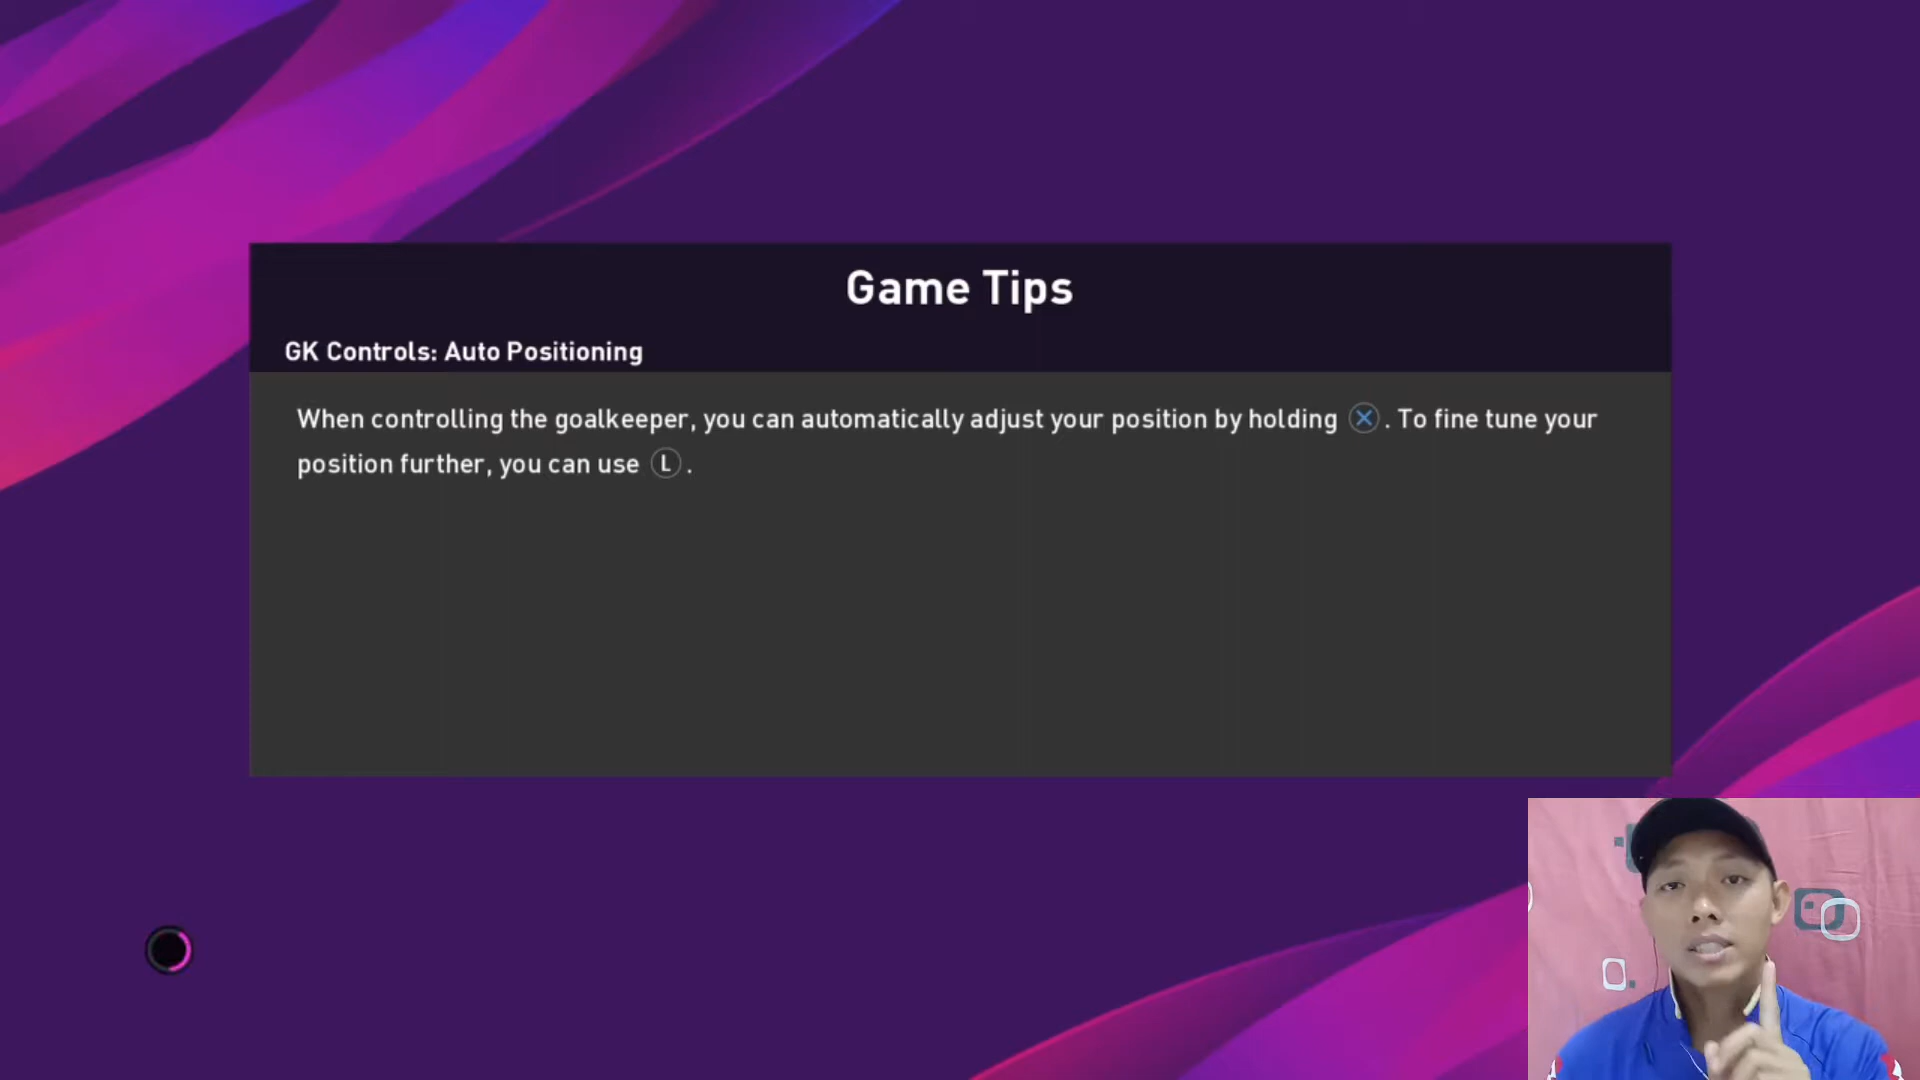 Game Tips
GK Controls: Auto Positioning
When controlling the goalkeeper, you can automatically adjust your position by holding ⓧ. To fine tune your
position further, you can use Ⓛ.